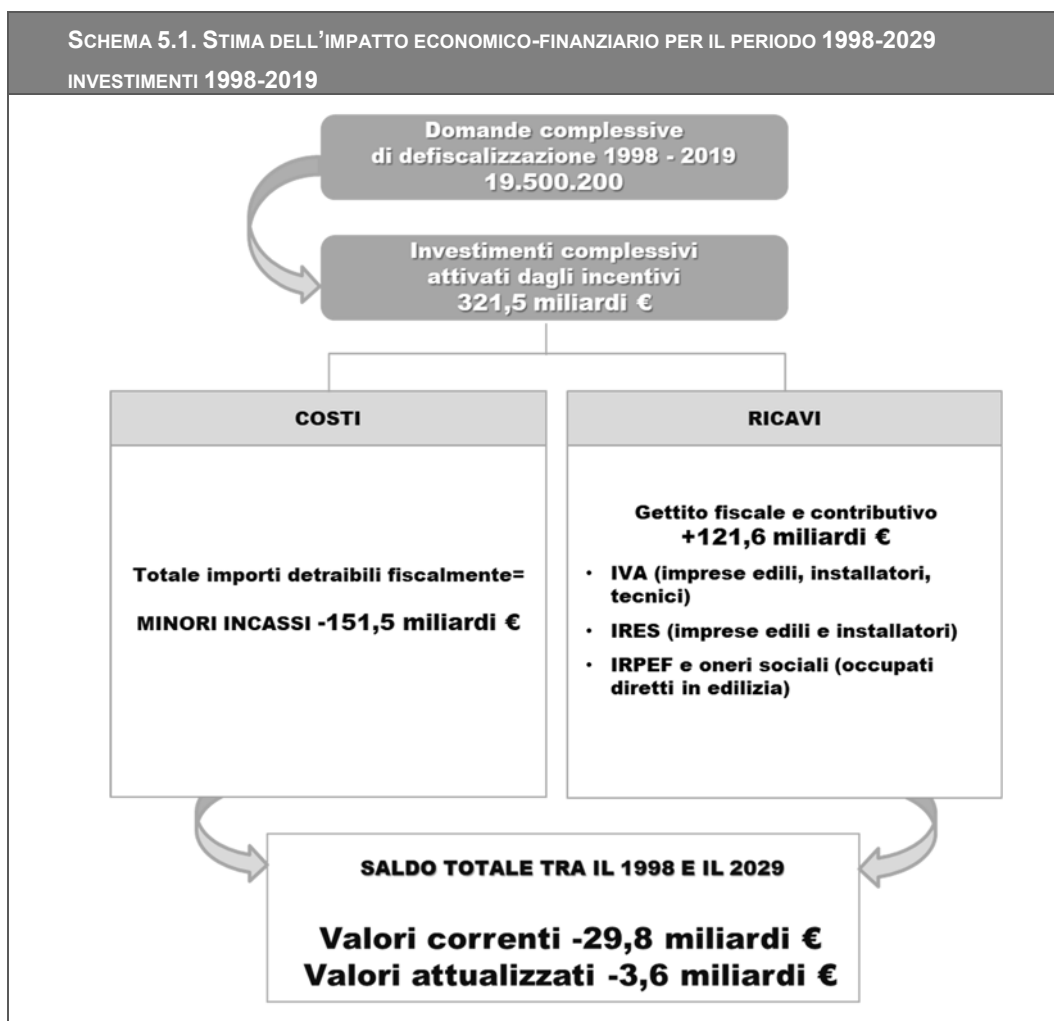 SCHEMA 5.1. STIMA DELL'IMPATTO ECONOMICO-FINANZIARIO PER IL PERIODO 1998-2029
INVESTIMENTI 1998-2019
Domande complessive
di defiscalizzazione 1998 - 2019
19.500.200
Investimenti complessivi
attivati dagli incentivi
321,5 miliardi €
COSTI
Totale importi detraibili fiscalmente=
MINORI INCASSI -151,5 miliardi €
RICAVI
Gettito fiscale e contributivo
+121,6 miliardi €
• IVA (imprese edili, installatori,
tecnici)
• IRES (imprese edili e installatori)
• IRPEF e oneri sociali (occupati
diretti in edilizia)
SALDO TOTALE TRA IL 1998 E IL 2029
Valori correnti -29,8 miliardi €
Valori attualizzati -3,6 miliardi €